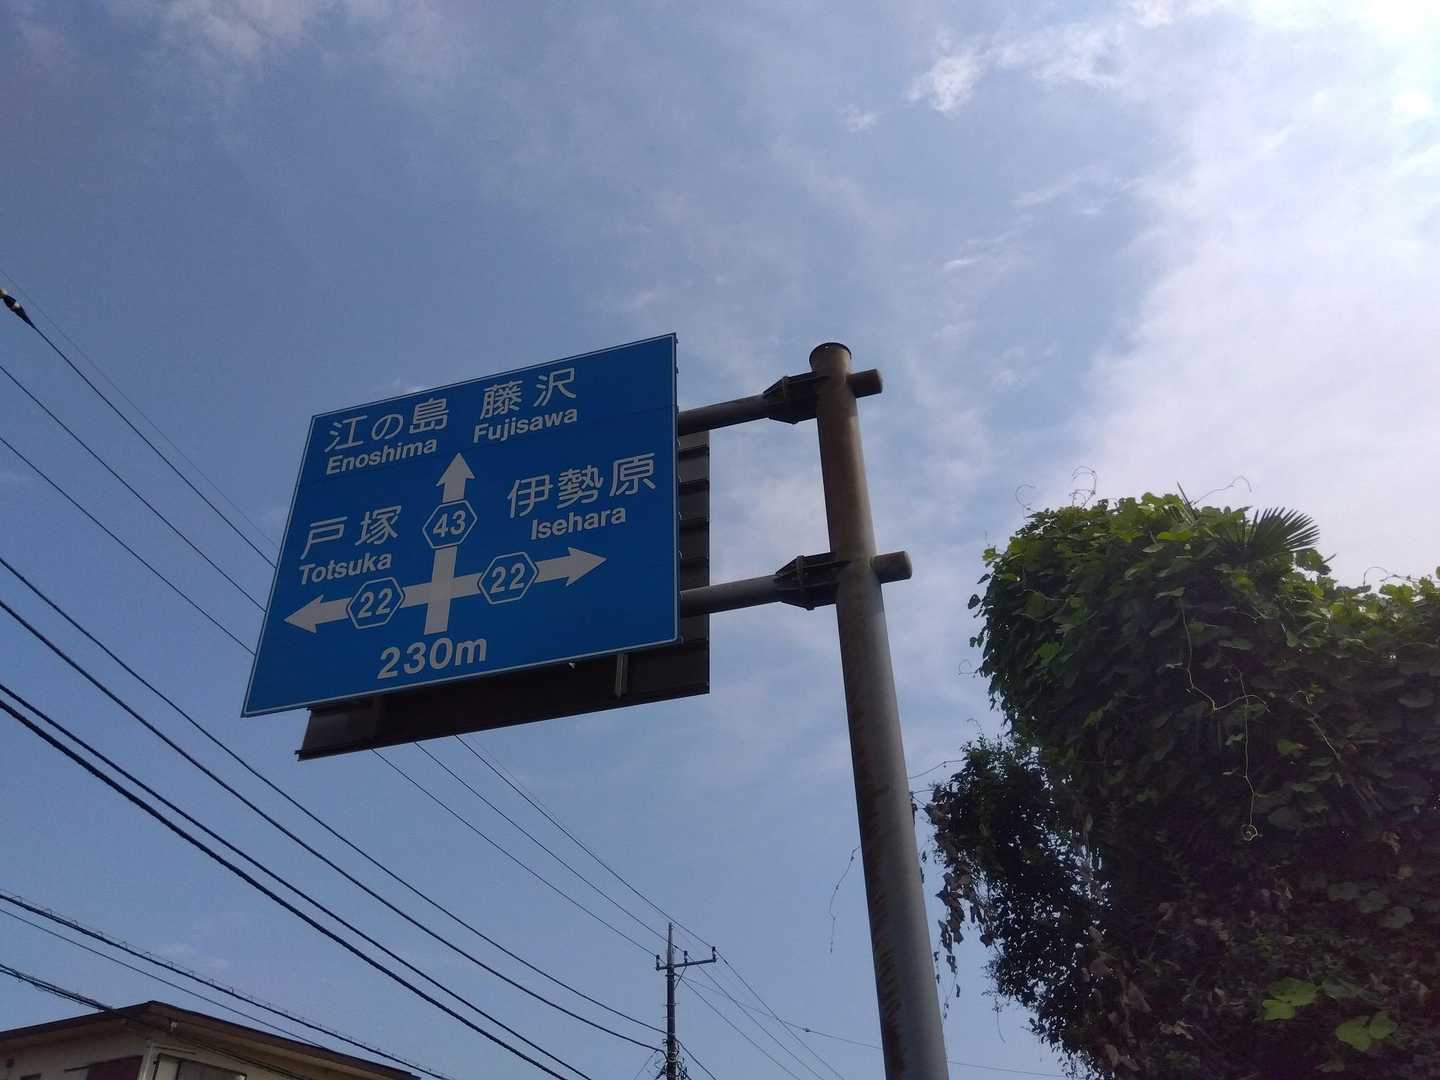 江の島 藤沢
Enoshima Fujisawa
43
戸塚 伊勢原
Totsuka Isehara
22 22
230m